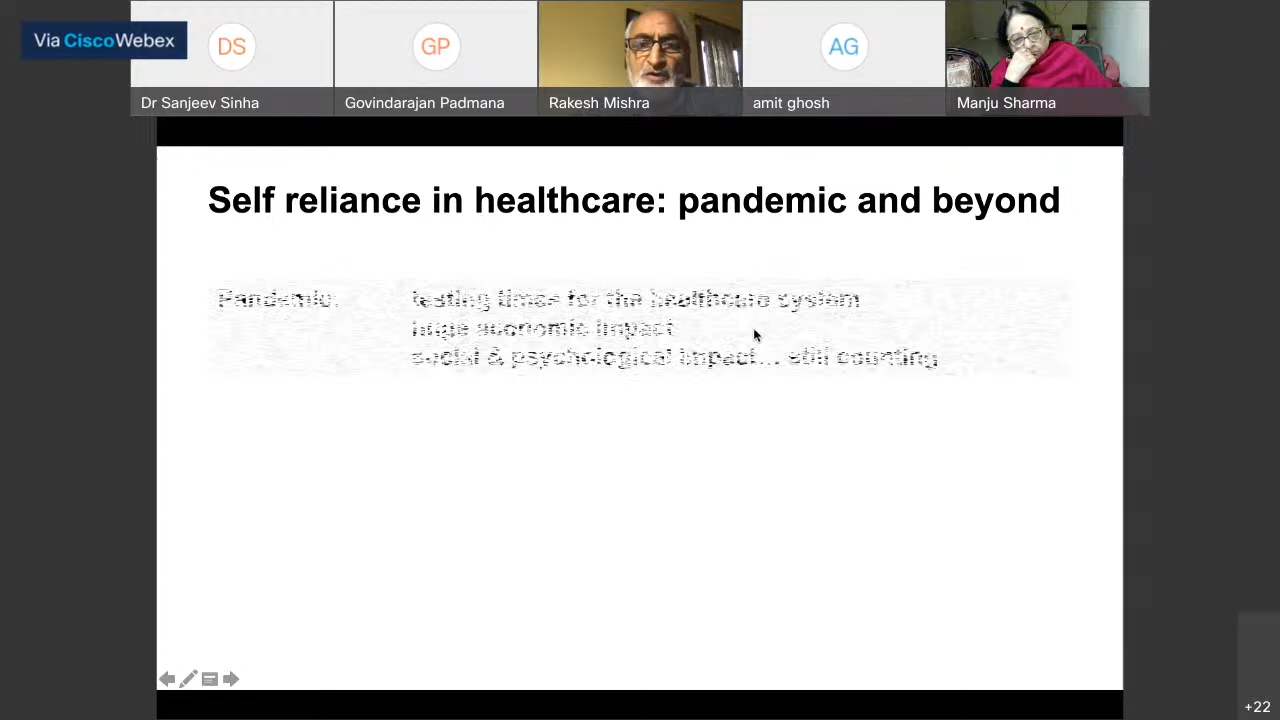 Via CiscoWebex
DS
GP
AG
Dr Sanjeev Sinha
Govindarajan Padmana
Rakesh Mishra
amit ghosh
Manju Sharma
Self reliance in healthcare: pandemic and beyond
Pandemic: testing times for the healthcare system
huge economic impact
social & psychological impact... still counting
+22